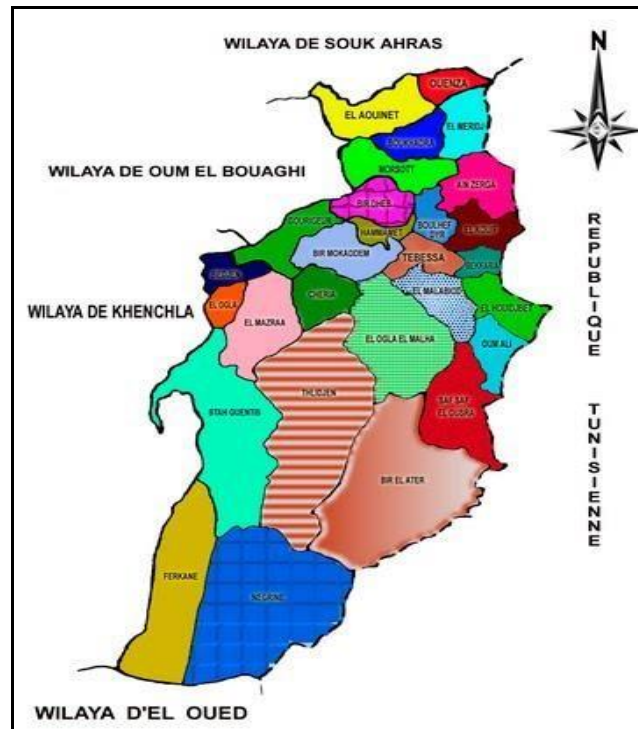 WILAYA DE SOUK AHRAS
N
OUENZA
EL AOUINET
EL MERIDJ
BOUKHADRA
MORSOTT
WILAYA DE OUM EL BOUAGHI
AIN ZERGA
BIR DHEB
BOULHEF
DYR
GOURIGEUR
HAMMAMET
BIR MOKADDEM
TEBESSA
BEKKARA
REPUBLIQUE
EL MALABIOD
CHERIA
EL OGLA
WILAYA DE KHENCHLA
EL MAZRAA
EL HOUIDJBET
EL OGLA EL MALHA
OUM ALI
THLIDJEN
SAF SAF
EL OUSRA
STAH GUENTIS
TUNISIENNE
BIR EL ATER
FERKANE
NEGRINE
WILAYA D'EL OUED